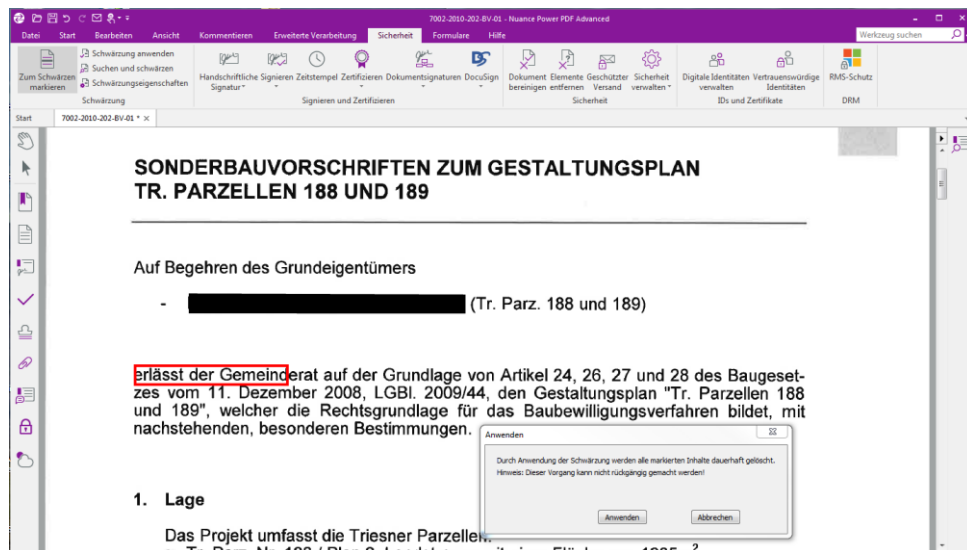 7002-2010-202-BV-01 - Nuance Power PDF Advanced
Datei Start Bearbeiten Ansicht Kommentieren Erweiterte Verarbeitung Sicherheit Formulare Hilfe Werkzeug suchen
Zum Schwärzen markieren
Schwärzung anwenden
Suchen und schwärzen
Schwärzungseigenschaften
Handschriftliche Signatur
Signieren
Zeitstempel
Zertifizieren
Dokumentsignaturen
DocuSign
Dokument bereinigen
Elemente entfernen
Geschützter Versand
Sicherheit verwalten
Digitale Identitäten verwalten
Vertrauenswürdige Identitäten
RMS-Schutz
Schwärzung Signieren und Zertifizieren Sicherheit IDs und Zertifikate DRM
Start 7002-2010-202-BV-01 *
SONDERBAUVORSCHRIFTEN ZUM GESTALTUNGSPLAN
TR. PARZELLEN 188 UND 189
Auf Begehren des Grundeigentümers
- (Tr. Parz. 188 und 189)
erlässt der Gemeinderat auf der Grundlage von Artikel 24, 26, 27 und 28 des Baugeset-
zes vom 11. Dezember 2008, LGBl. 2009/44, den Gestaltungsplan "Tr. Parzellen 188
und 189", welcher die Rechtsgrundlage für das Baubewilligungsverfahren bildet, mit
nachstehenden, besonderen Bestimmungen.
Anwenden
Durch Anwendung der Schwärzung werden alle markierten Inhalte dauerhaft gelöscht.
Hinweis: Dieser Vorgang kann nicht rückgängig gemacht werden!
Anwenden Abbrechen
1. Lage
Das Projekt umfasst die Triesner Parzellen: